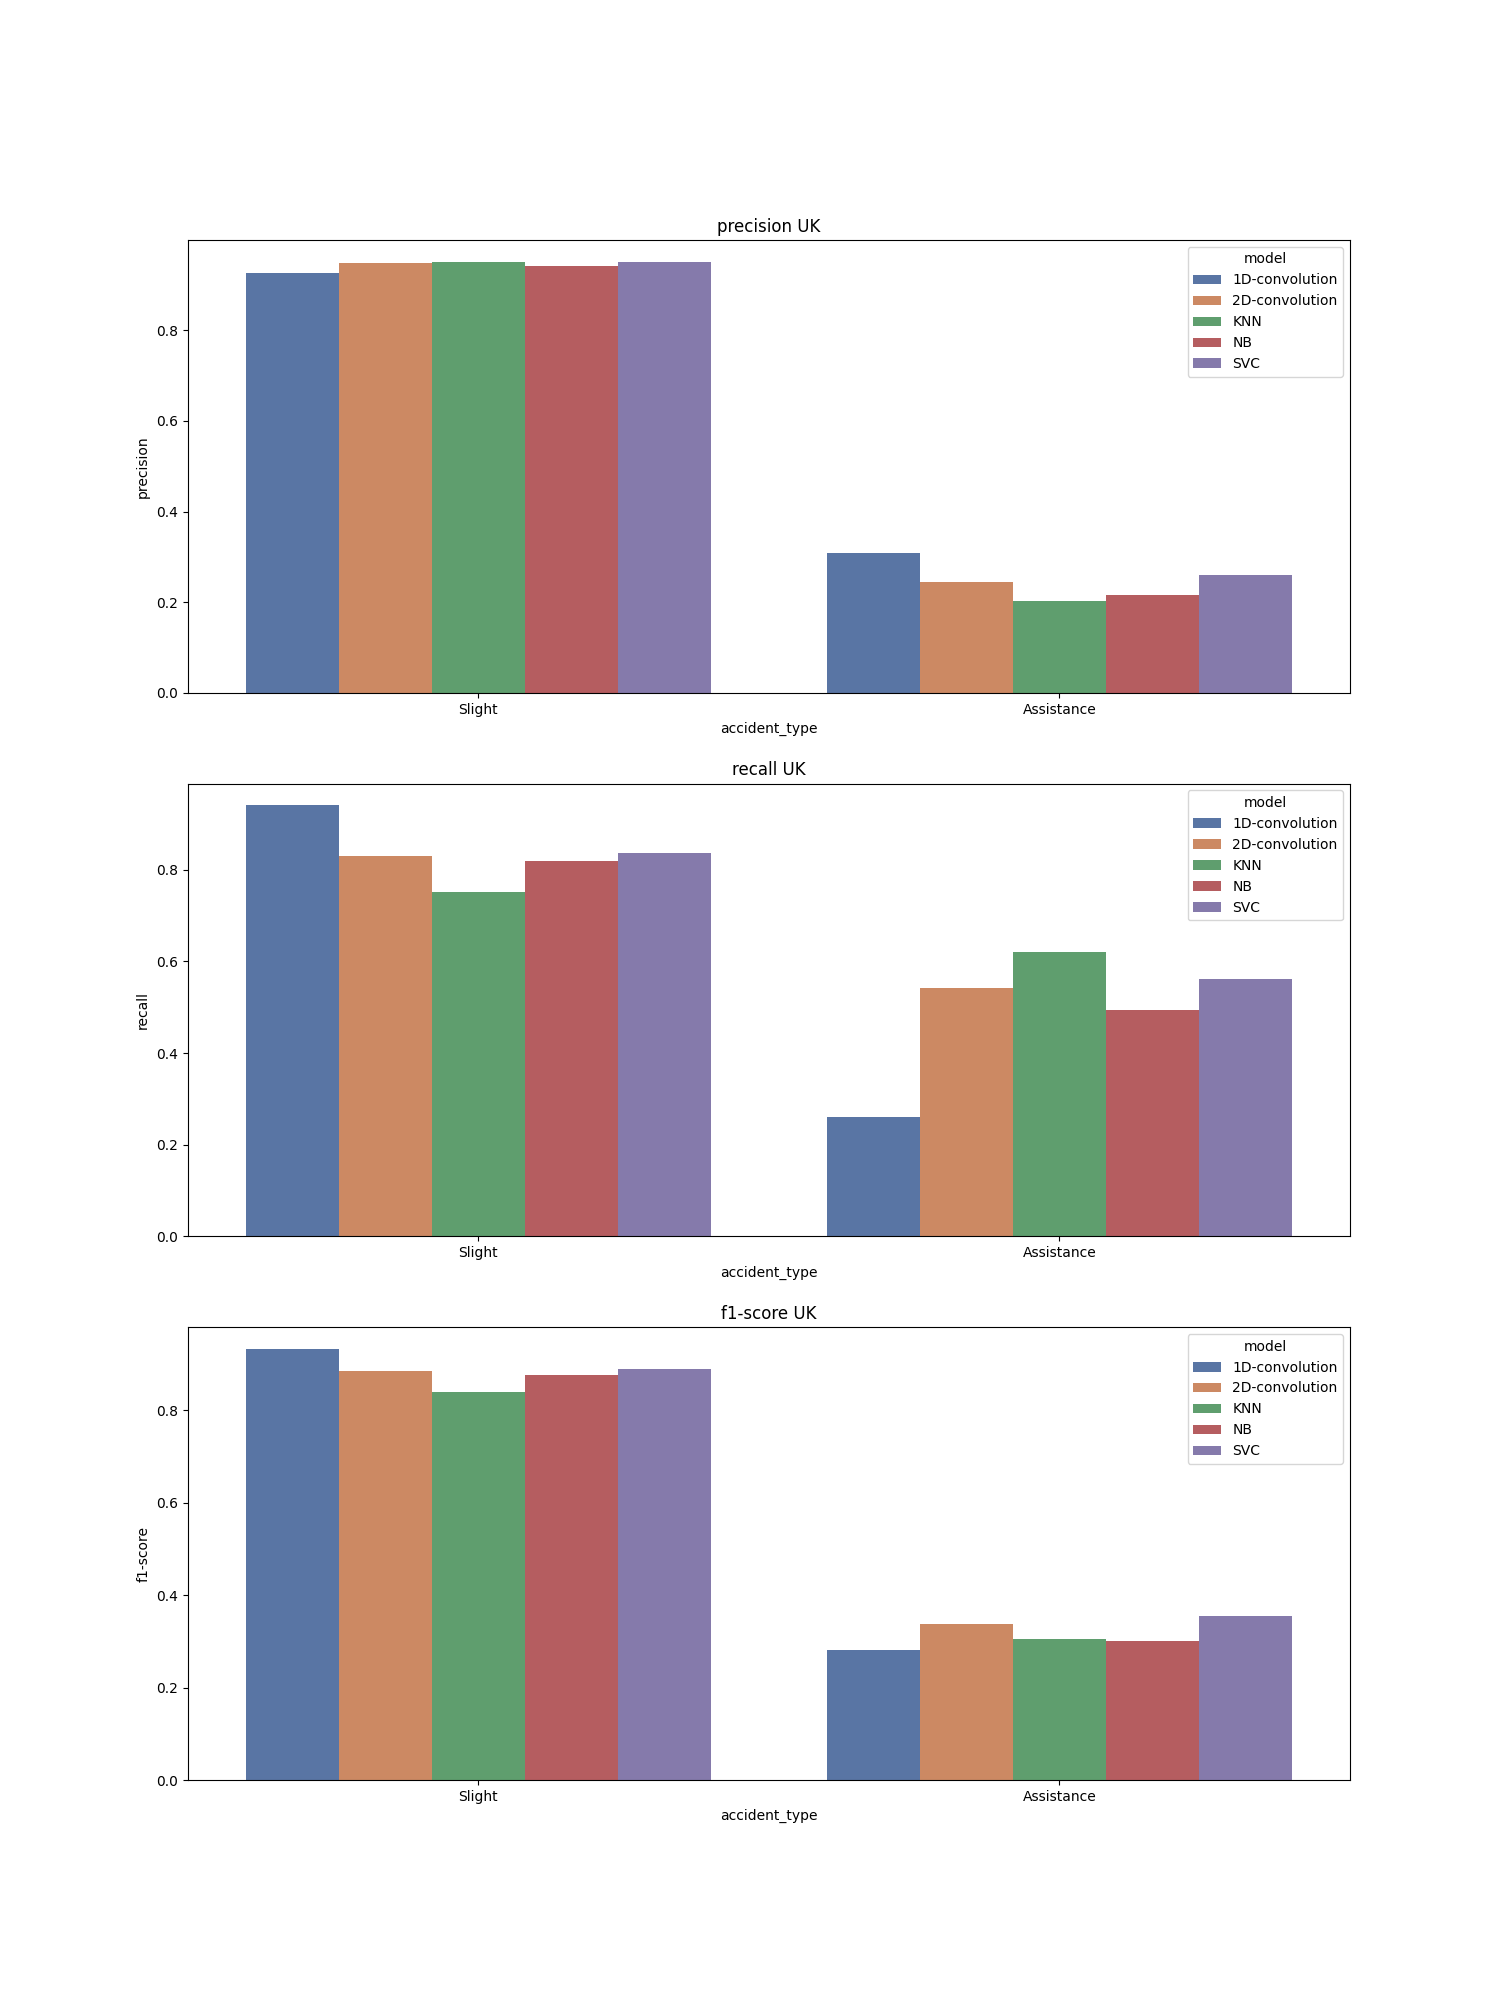 precision UK
model
1D-convolution
2D-convolution
KNN
NB
SVC
0.8
0.6
0.4
0.2
0.0
precision
Slight
Assistance
accident_type
recall UK
model
1D-convolution
2D-convolution
KNN
NB
SVC
0.8
0.6
0.4
0.2
0.0
recall
Slight
Assistance
accident_type
f1-score UK
model
1D-convolution
2D-convolution
KNN
NB
SVC
0.8
0.6
0.4
0.2
0.0
f1-score
Slight
Assistance
accident_type